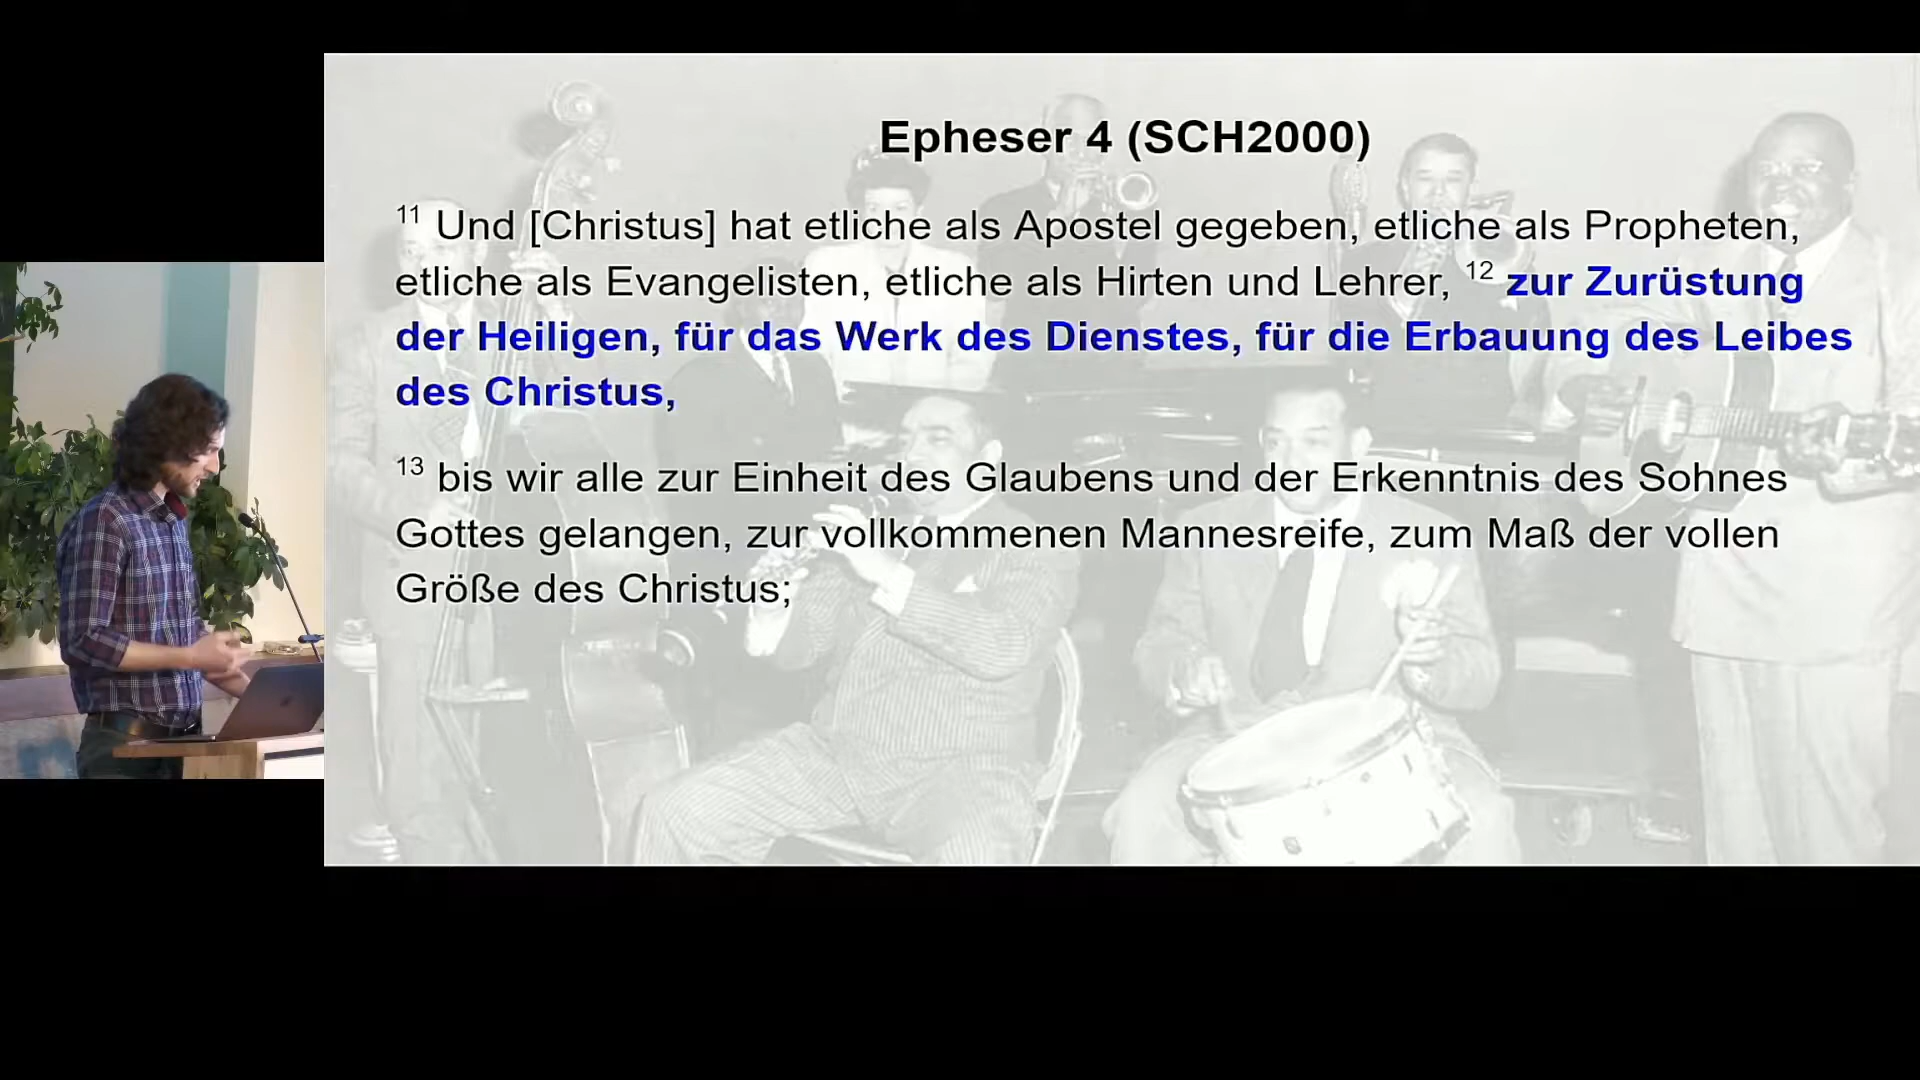 Epheser 4 (SCH2000)
11 Und [Christus] hat etliche als Apostel gegeben, etliche als Propheten,
etliche als Evangelisten, etliche als Hirten und Lehrer, 12 zur Zurüstung
der Heiligen, für das Werk des Dienstes, für die Erbauung des Leibes
des Christus,
13 bis wir alle zur Einheit des Glaubens und der Erkenntnis des Sohnes
Gottes gelangen, zur vollkommenen Mannesreife, zum Maß der vollen
Größe des Christus;